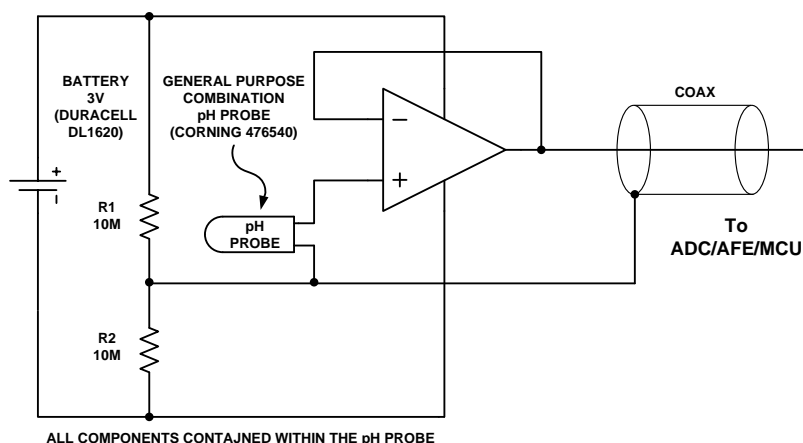 BATTERY
3V
(DURACELL
DL1620)
GENERAL PURPOSE
COMBINATION
pH PROBE
(CORNING 476540)
COAX
+
−
−
+
R1
10M
pH
PROBE
To
ADC/AFE/MCU
R2
10M
ALL COMPONENTS CONTAJNED WITHIN THE pH PROBE